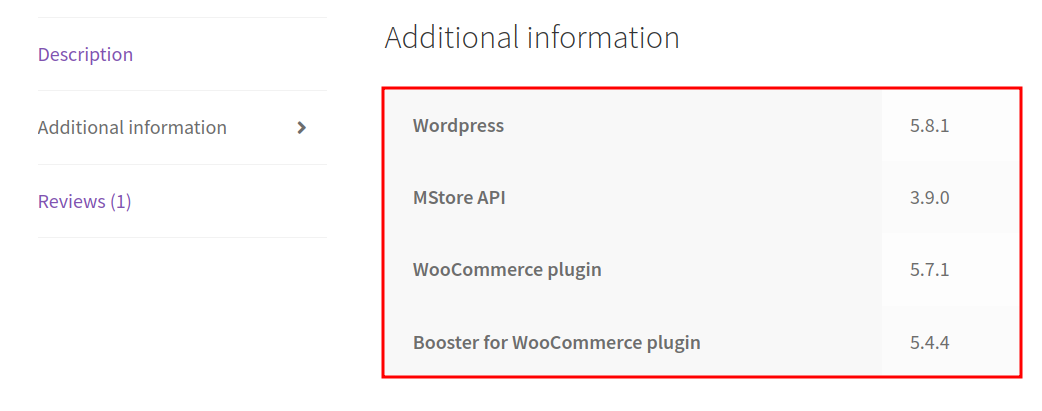 Description
Additional information
Reviews (1)
Additional information
Wordpress 5.8.1
MStore API 3.9.0
WooCommerce plugin 5.7.1
Booster for WooCommerce plugin 5.4.4